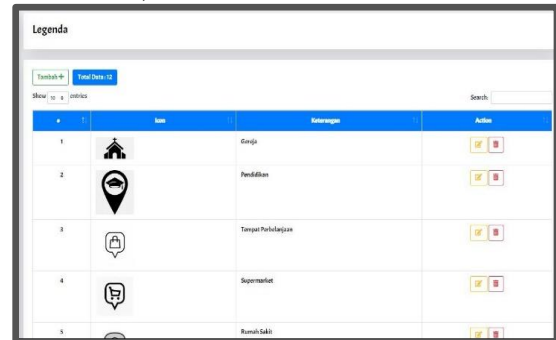 Legenda
Tambah + Total Data : 12
Show 10 entries Search:
# Icon Keterangan Action
1 Gereja
2 Pendidikan
3 Tempat Perbelanjaan
4 Supermarket
5 Rumah Sakit